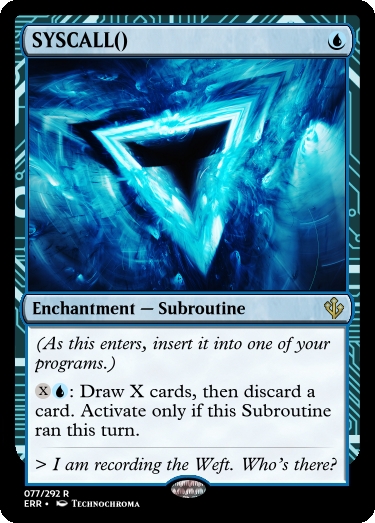 SYSCALL()
Enchantment — Subroutine
(As this enters, insert it into one of your
programs.)
X: Draw X cards, then discard a
card. Activate only if this Subroutine
ran this turn.
> I am recording the Weft. Who's there?
077/292 R
ERR • Technochroma